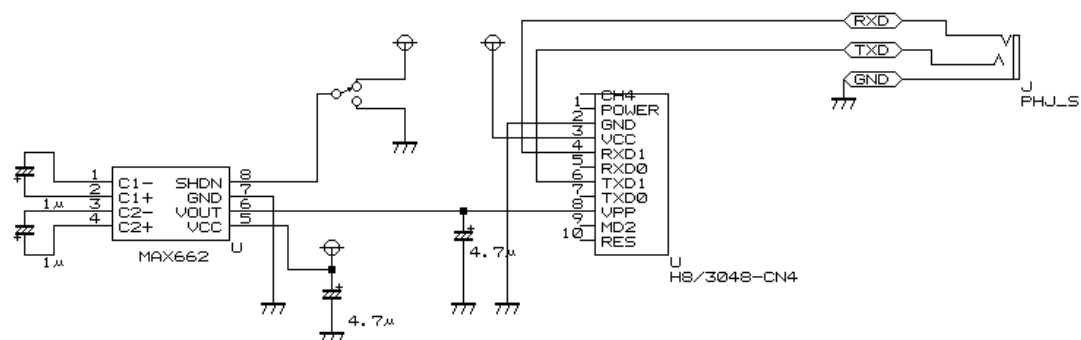 RXD
TXD
GND
J
PHJ_S
CH4
1 POWER
2 GND
3 VCC
4 RXD1
5 RXD0
6 TXD1
7 TXD0
8 VPP
9 MD2
10 RES
U
H8/3048-CN4
1 C1- SHDN 8
2 C1+ GND 7
3 C2- VOUT 6
4 C2+ VCC 5
U
MAX662
+ 1μ
+ 1μ
+ 4.7μ
+ 4.7μ